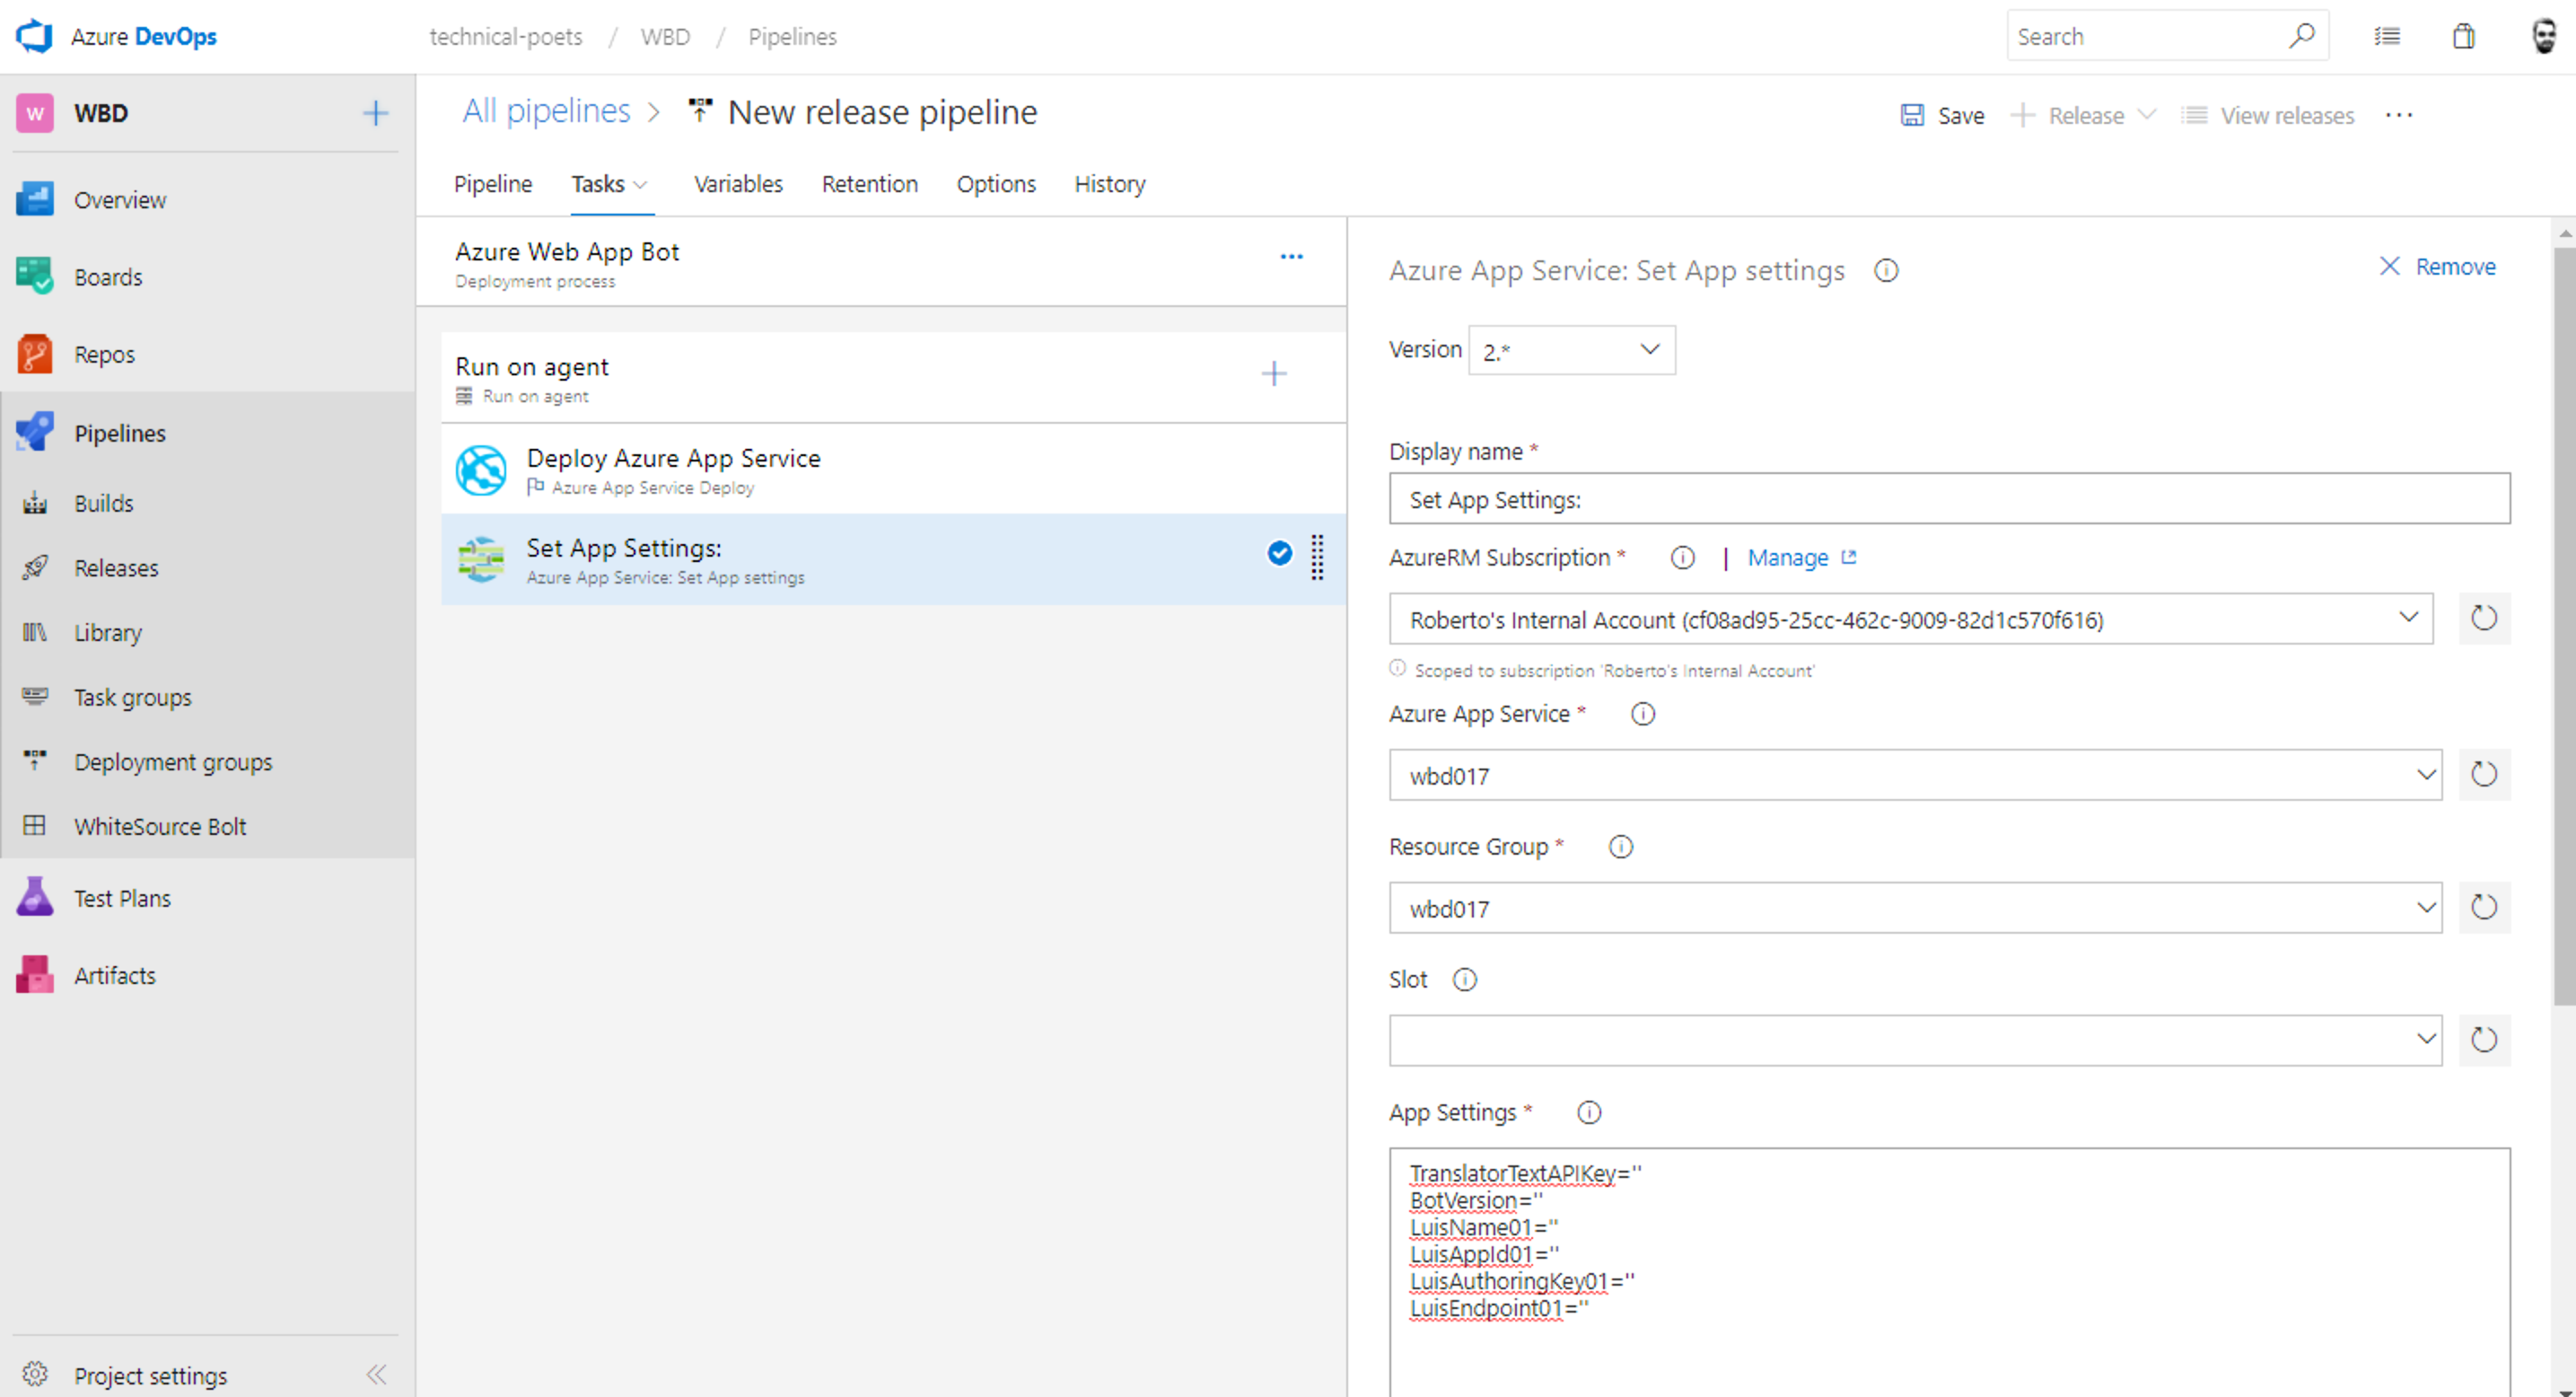 Azure DevOps
technical-poets / WBD / Pipelines
Search
W
WBD
Overview
Boards
Repos
Pipelines
Builds
Releases
Library
Task groups
Deployment groups
WhiteSource Bolt
Test Plans
Artifacts
Project settings
All pipelines > New release pipeline
Save
Release
View releases
Pipeline Tasks Variables Retention Options History
Azure Web App Bot
Deployment process
Run on agent
Run on agent
Deploy Azure App Service
Azure App Service Deploy
Set App Settings:
Azure App Service: Set App settings
Azure App Service: Set App settings
Remove
Version 2.*
Display name *
Set App Settings:
AzureRM Subscription * | Manage
Roberto's Internal Account (cf08ad95-25cc-462c-9009-82d1c570f616)
Scoped to subscription 'Roberto's Internal Account'
Azure App Service *
wbd017
Resource Group *
wbd017
Slot
App Settings *
TranslatorTextAPIKey=''
BotVersion=''
LuisName01=''
LuisAppId01=''
LuisAuthoringKey01=''
LuisEndpoint01=''